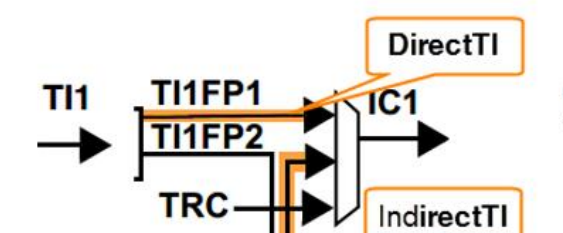 DirectTI
TI1
TI1FP1
IC1
TI1FP2
TRC
IndirectTI